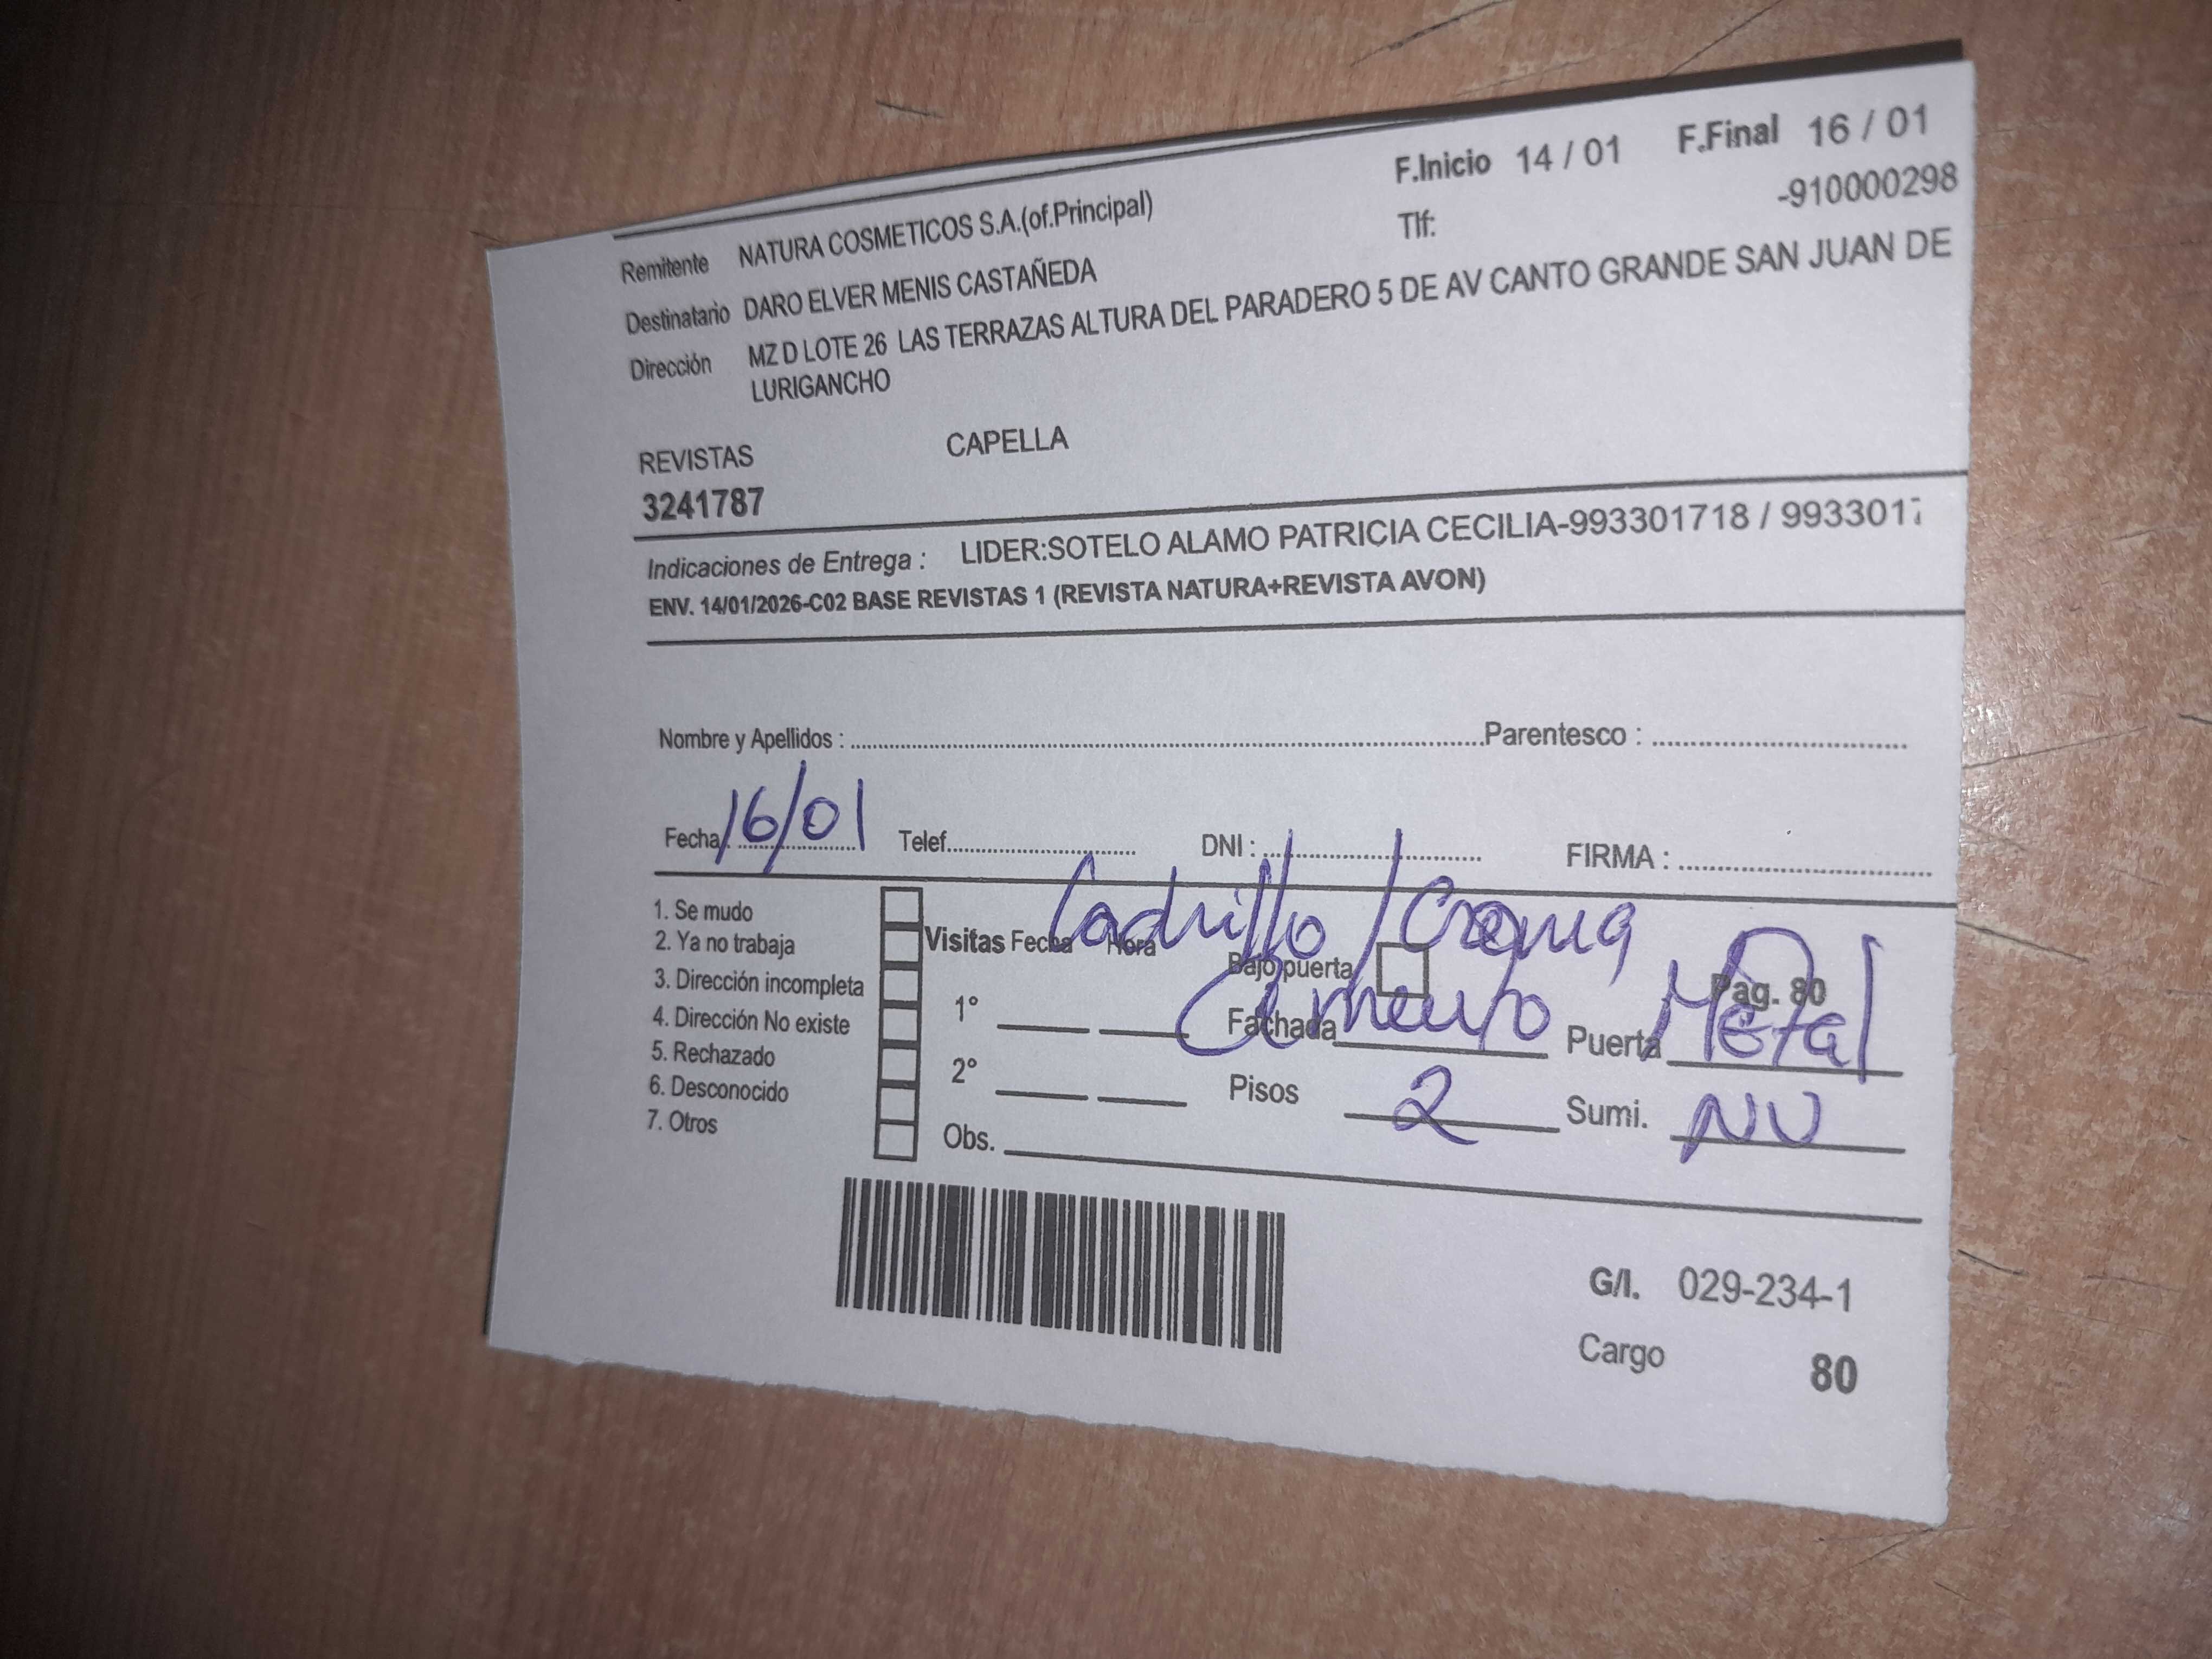 F.Inicio 14 / 01 F.Final 16 / 01
Remitente NATURA COSMETICOS S.A.(of.Principal) Tlf: -910000298
Destinatario DARO ELVER MENIS CASTAÑEDA
Dirección MZ D LOTE 26 LAS TERRAZAS ALTURA DEL PARADERO 5 DE AV CANTO GRANDE SAN JUAN DE
LURIGANCHO
REVISTAS CAPELLA
3241787
Indicaciones de Entrega : LIDER:SOTELO ALAMO PATRICIA CECILIA-993301718 / 993301
ENV. 14/01/2026-C02 BASE REVISTAS 1 (REVISTA NATURA+REVISTA AVON)
Nombre y Apellidos : Parentesco :
Fecha: 16/01 Telef. DNI : FIRMA :
Ladrillo / Crema
1. Se mudo
2. Ya no trabaja
3. Dirección incompleta
4. Dirección No existe
5. Rechazado
6. Desconocido
7. Otros
Visitas Fecha Hora
1°
2°
Obs.
Bajo puerta Pag. 80
Fachada Cemento Puerta Metal
Pisos 2 Sumi. NU
G/I. 029-234-1
Cargo 80